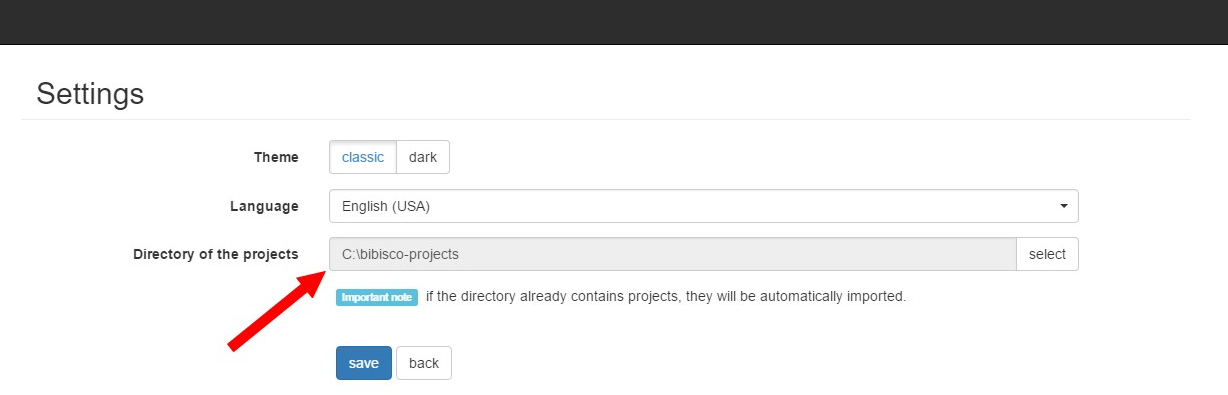 Settings
Theme classic dark
Language English (USA)
Directory of the projects C:\bibisco-projects select
Important note if the directory already contains projects, they will be automatically imported.
save back